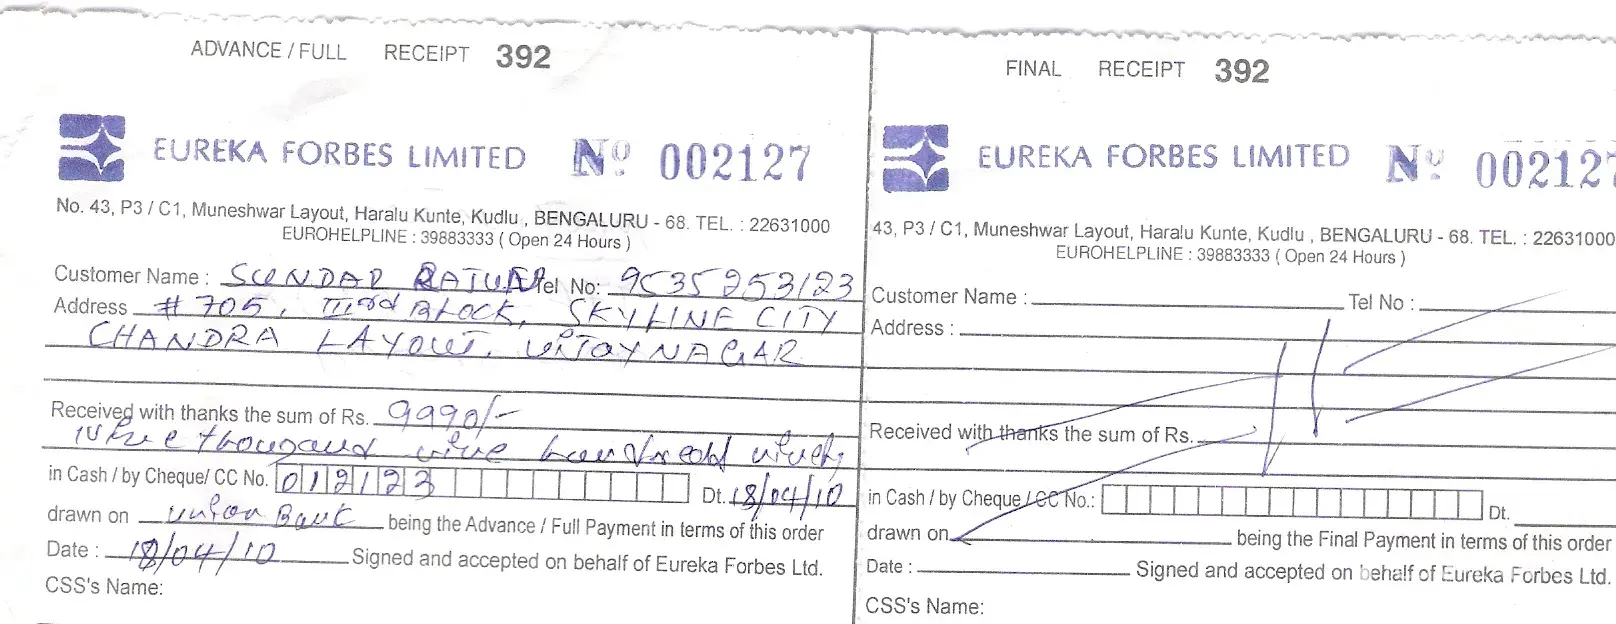 ADVANCE / FULL RECEIPT 392
EUREKA FORBES LIMITED Nº 002127
No. 43, P3 / C1, Muneshwar Layout, Haralu Kunte, Kudlu , BENGALURU - 68. TEL. : 22631000
EUROHELPLINE : 39883333 ( Open 24 Hours )
Customer Name : SUNDAR Tel No: 9535253123
Address # 705, IIIrd BLOCK, SKYLINE CITY
CHANDRA LAYOUT, VIJAYNAGAR
Received with thanks the sum of Rs. 9990/-
Nine thousand nine hundred ninety
in Cash / by Cheque/ CC No. 012123 Dt. 18/04/10
drawn on Union Bank being the Advance / Full Payment in terms of this order
Date : 18/04/10 Signed and accepted on behalf of Eureka Forbes Ltd.
CSS's Name:
FINAL RECEIPT 392
EUREKA FORBES LIMITED Nº 002127
43, P3 / C1, Muneshwar Layout, Haralu Kunte, Kudlu , BENGALURU - 68. TEL. : 22631000
EUROHELPLINE : 39883333 ( Open 24 Hours )
Customer Name : Tel No :
Address :
Received with thanks the sum of Rs.
in Cash / by Cheque / CC No.: Dt.
drawn on being the Final Payment in terms of this order
Date : Signed and accepted on behalf of Eureka Forbes Ltd.
CSS's Name: